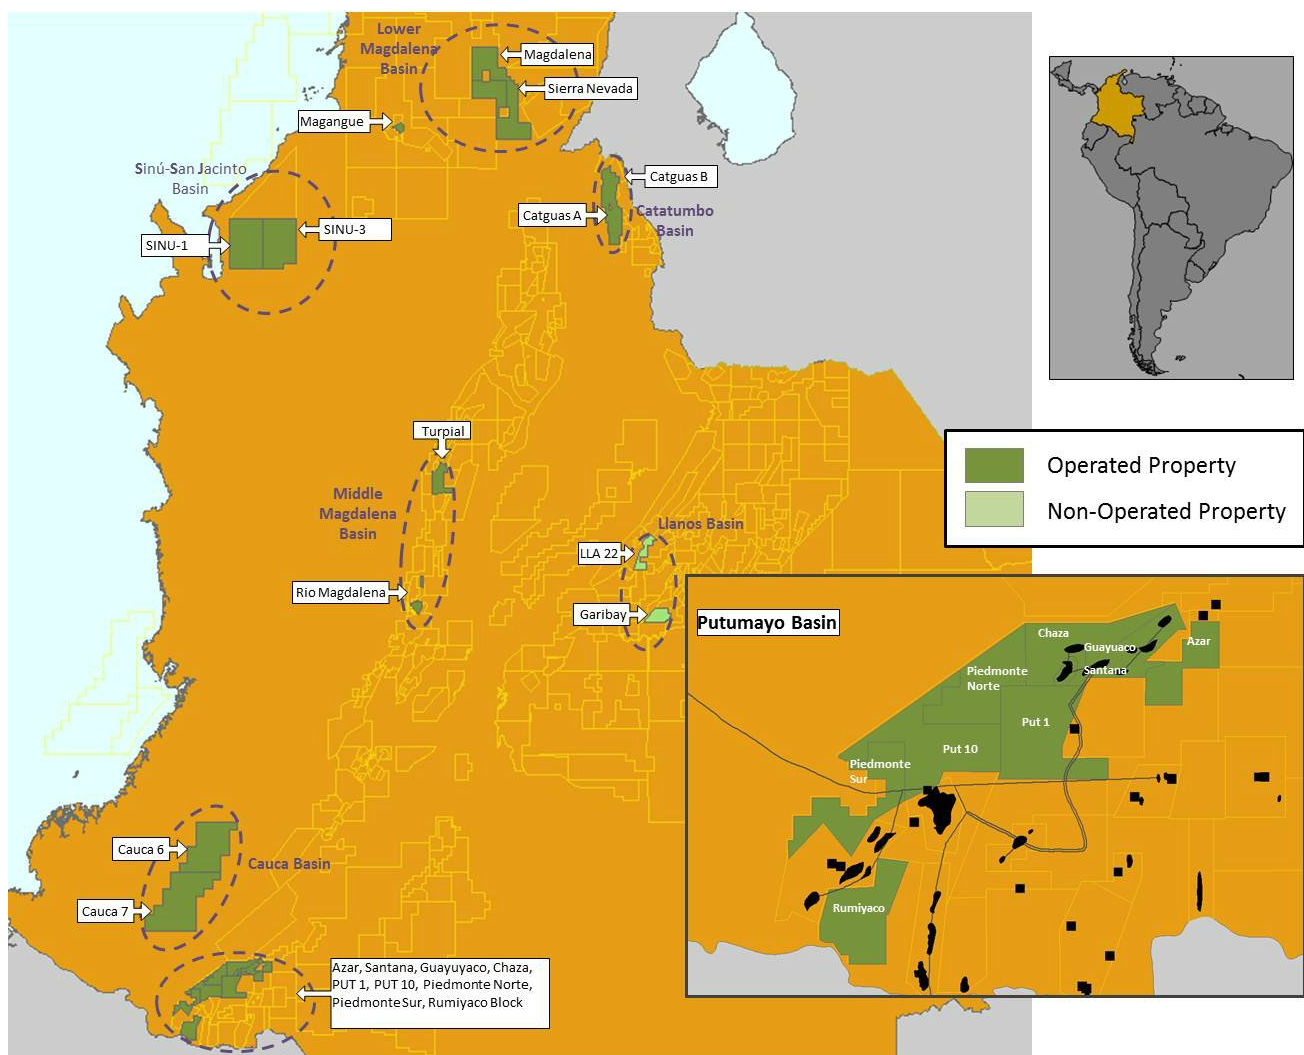 Lower
Magdalena
Basin
Magdalena
Sierra Nevada
Magangue
Sinú-San Jacinto
Basin
Catguas B
Catguas A
Catatumbo
Basin
SINU-3
SINU-1
Turpial
Middle
Magdalena
Basin
Llanos Basin
LLA 22
Rio Magdalena
Garibay
Operated Property
Non-Operated Property
Putumayo Basin
Chaza
Guayuaco
Azar
Santana
Piedmonte
Norte
Put 1
Put 10
Piedmonte
Sur
Rumiyaco
Cauca 6
Cauca Basin
Cauca 7
Azar, Santana, Guayuyaco, Chaza,
PUT 1, PUT 10, Piedmonte Norte,
Piedmonte Sur, Rumiyaco Block